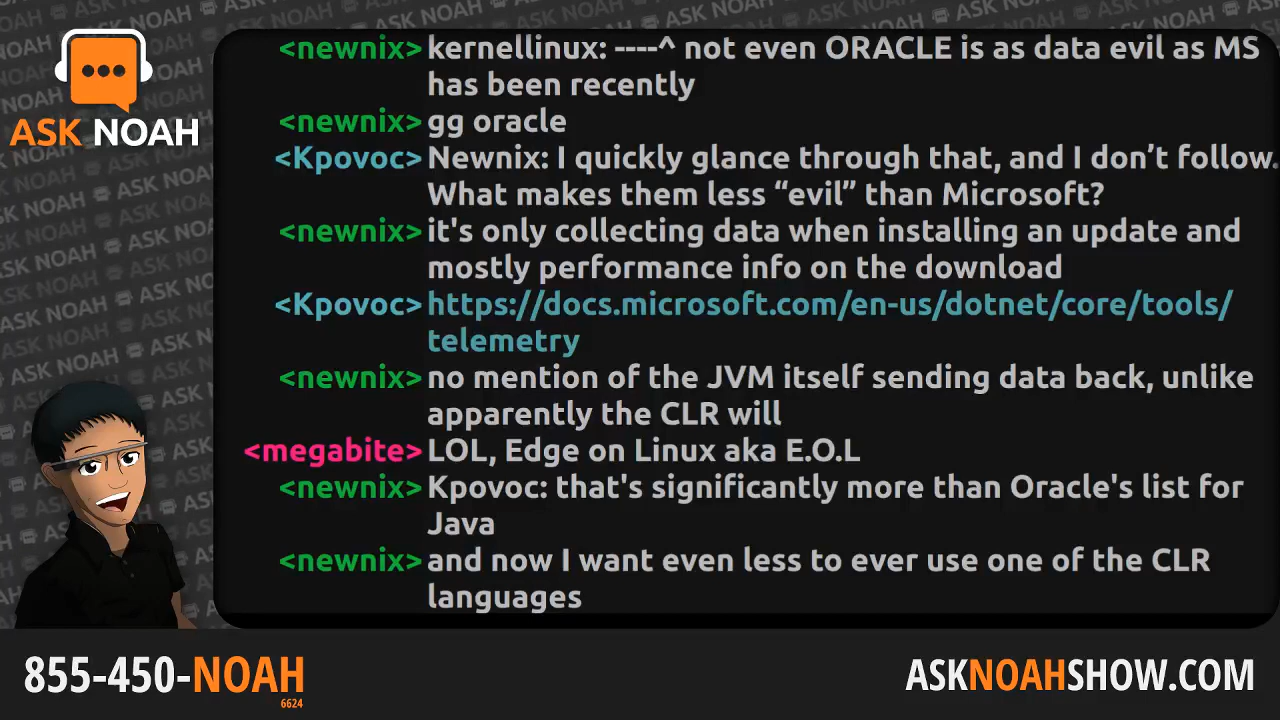 <newnix> kernellinux: ----^ not even ORACLE is as data evil as MS
has been recently
<newnix> gg oracle
<Kpovoc> Newnix: I quickly glance through that, and I don’t follow.
What makes them less “evil” than Microsoft?
<newnix> it's only collecting data when installing an update and
mostly performance info on the download
<Kpovoc> https://docs.microsoft.com/en-us/dotnet/core/tools/
telemetry
<newnix> no mention of the JVM itself sending data back, unlike
apparently the CLR will
<megabite> LOL, Edge on Linux aka E.O.L
<newnix> Kpovoc: that's significantly more than Oracle's list for
Java
<newnix> and now I want even less to ever use one of the CLR
languages
ASK NOAH
855-450-NOAH
6624
ASKNOAHSHOW.COM